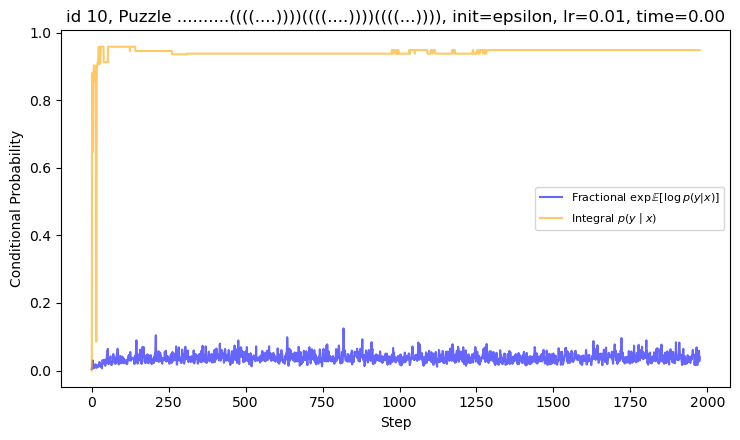 id 10, Puzzle ..........((((....))))((((....))))((((...)))), init=epsilon, lr=0.01, time=0.00
1.0
0.8
0.6
0.4
0.2
0.0
Conditional Probability
Fractional exp𝔼[log p(y|x)]
Integral p(y | x)
0 250 500 750 1000 1250 1500 1750 2000
Step